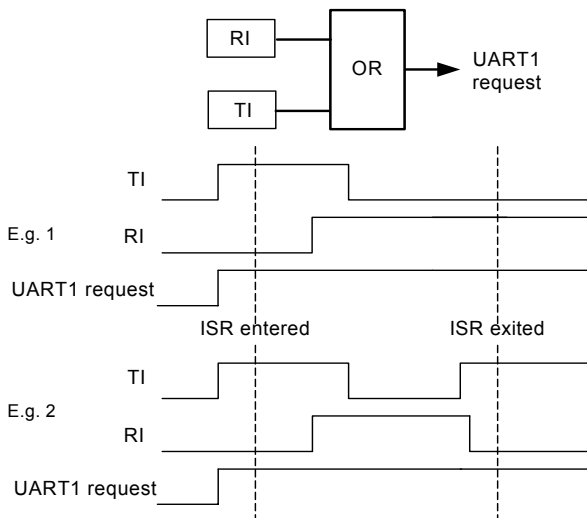 RI
OR
UART1
request
TI
TI
E.g. 1
RI
UART1 request
ISR entered
ISR exited
TI
E.g. 2
RI
UART1 request